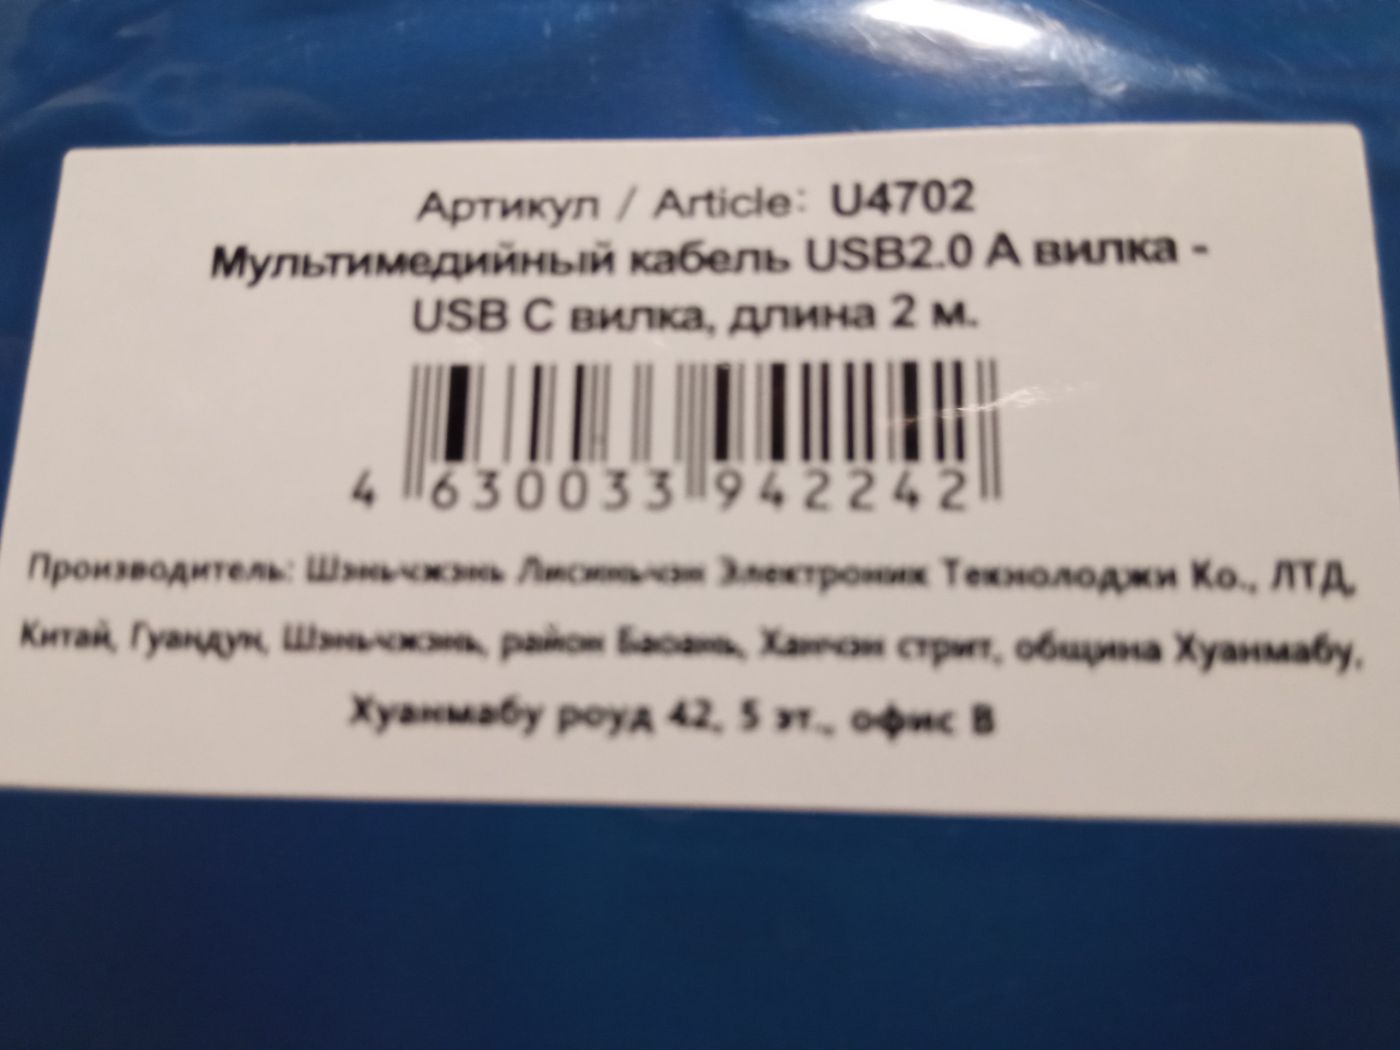 Артикул / Article: U4702
Мультимедийный кабель USB2.0 A вилка -
USB C вилка, длина 2 м.
4 630033 942242
Производитель: Шэньчжэнь Лисиньчэн Электроник Текнолоджи Ко., ЛТД,
Китай, Гуандун, Шэньчжэнь, район Баоань, Ханчэн стрит, община Хуанмабу,
Хуанмабу роуд 42, 5 эт., офис В